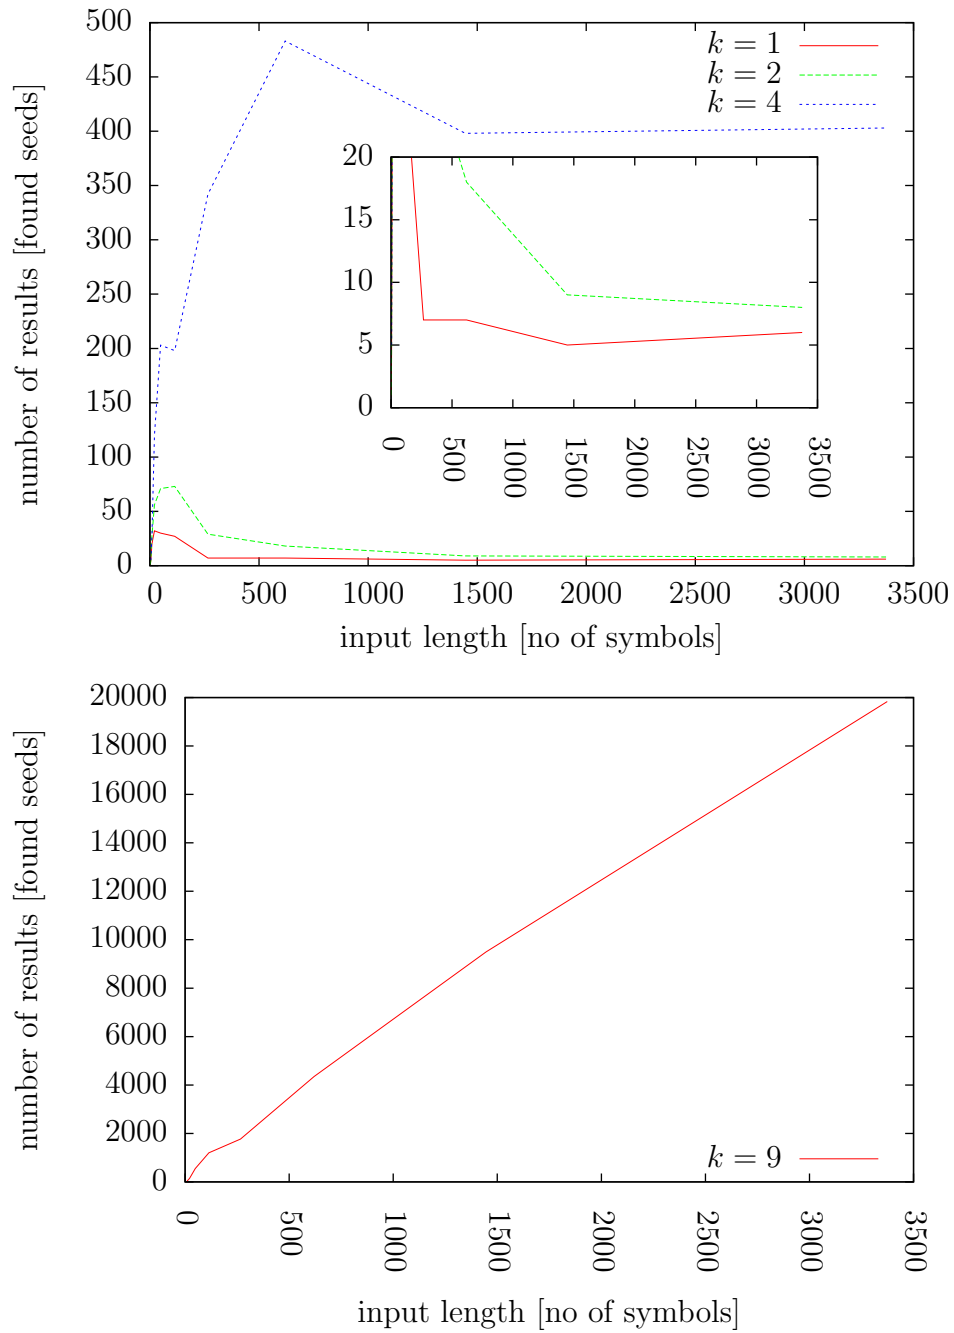 number of results [found seeds]
500
450
400
350
300
250
200
150
100
50
0
k = 1
k = 2
k = 4
20
15
10
5
0
0 500 1000 1500 2000 2500 3000 3500
0 500 1000 1500 2000 2500 3000 3500
input length [no of symbols]
number of results [found seeds]
20000
18000
16000
14000
12000
10000
8000
6000
4000
2000
0
k = 9
0 500 1000 1500 2000 2500 3000 3500
input length [no of symbols]